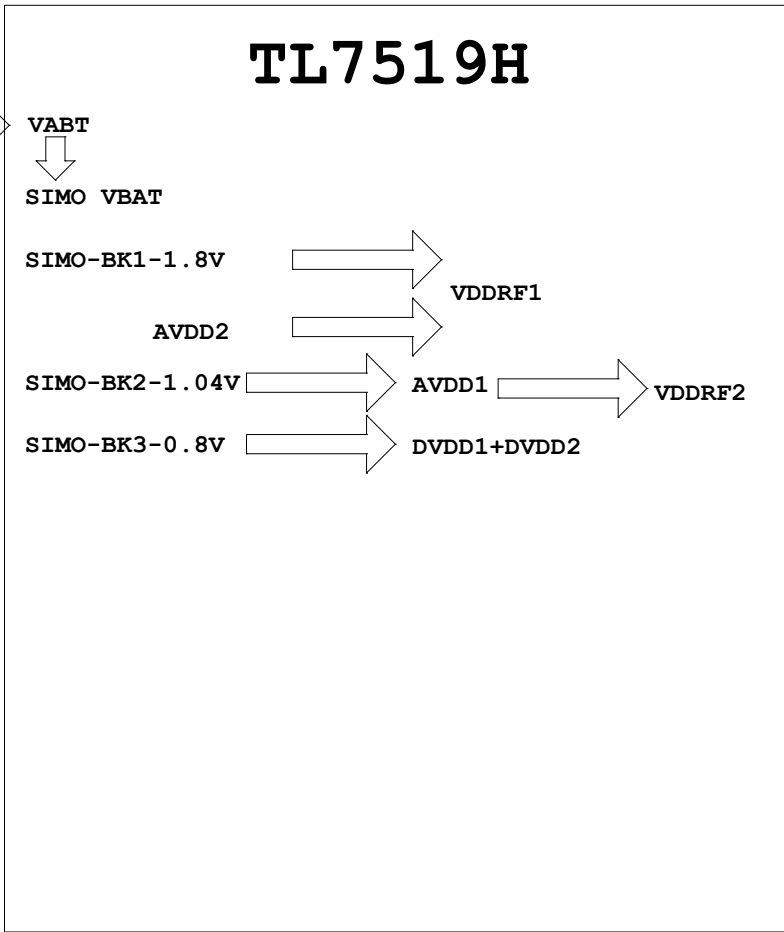 TL7519H
VABT
SIMO VBAT
SIMO-BK1-1.8V
VDDRF1
AVDD2
SIMO-BK2-1.04V AVDD1 VDDRF2
SIMO-BK3-0.8V DVDD1+DVDD2